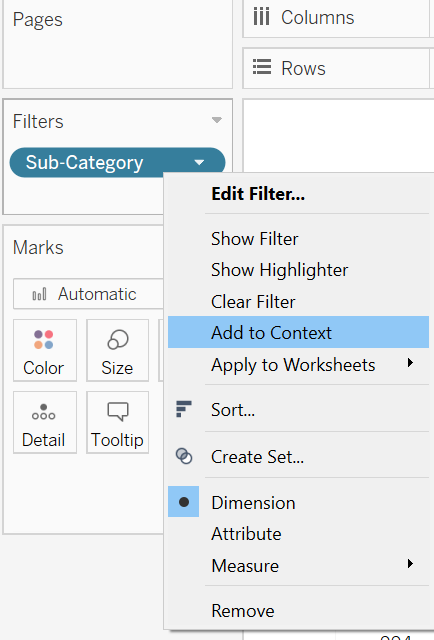 Pages
Columns
Rows
Filters
Sub-Category
Edit Filter...
Show Filter
Show Highlighter
Clear Filter
Add to Context
Apply to Worksheets
Sort...
Create Set...
Dimension
Attribute
Measure
Remove
Marks
Automatic
Color
Size
Detail
Tooltip